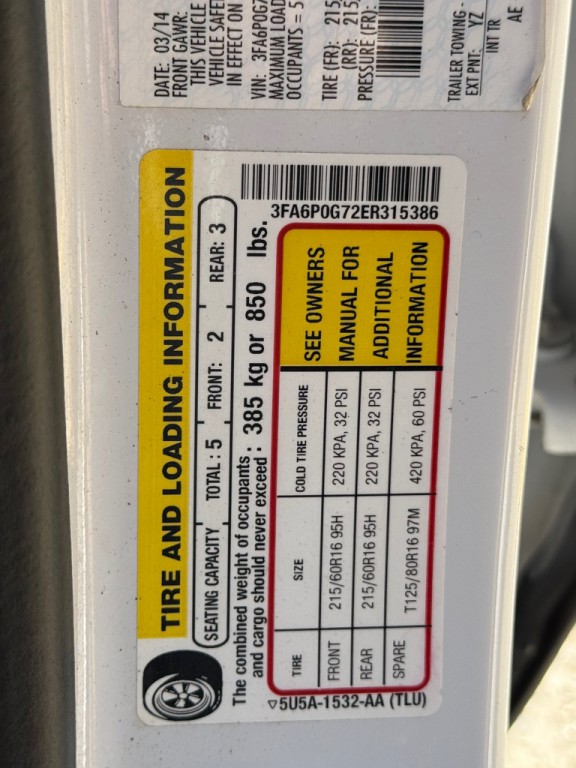 DATE: 03/14
FRONT GAWR:
THIS VEHICLE
VEHICLE SAFE
IN EFFECT ON
VIN: 3FA6P0G7
MAXIMUM LOAD
OCCUPANTS = 5
TIRE (FR): 215
(RR): 215
PRESSURE (FR):
TRAILER TOWING -
EXT PNT: YZ
INT TR
AE
TIRE AND LOADING INFORMATION
SEATING CAPACITY TOTAL : 5 FRONT: 2 REAR: 3
The combined weight of occupants
and cargo should never exceed : 385 kg or 850 lbs.
3FA6P0G72ER315386
TIRE SIZE COLD TIRE PRESSURE
FRONT 215/60R16 95H 220 KPA, 32 PSI
REAR 215/60R16 95H 220 KPA, 32 PSI
SPARE T125/80R16 97M 420 KPA, 60 PSI
SEE OWNERS
MANUAL FOR
ADDITIONAL
INFORMATION
▽5U5A-1532-AA (TLU)